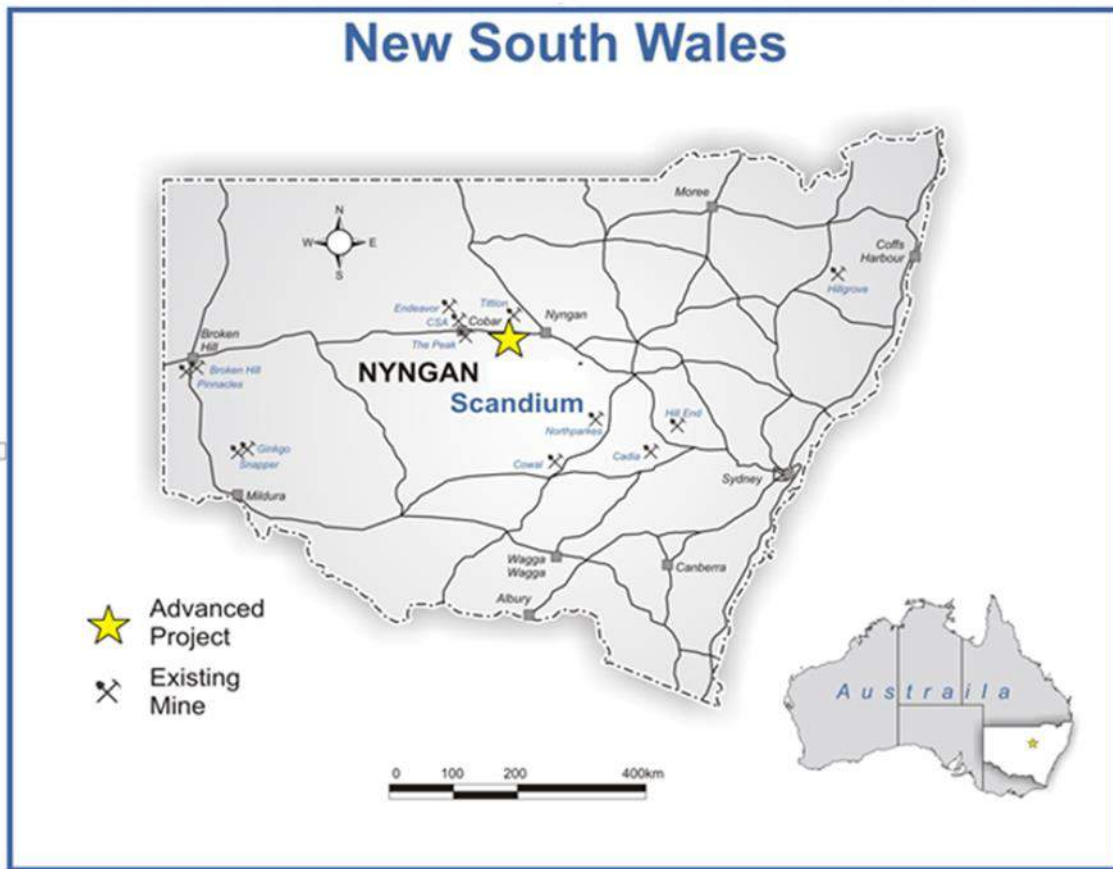 New South Wales
Moree
N
W
E
S
Coffs
Harbour
Hillgrove
Endeavor
Tittion
CSA
Cobar
Nyngan
The Peak
Broken
Hill
NYGAN
Broken Hill
Pinnacles
Scandium
Northparkes
Hill End
Ginkgo
Snapper
Cowal
Cadia
Sydney
Mildura
Wagga
Wagga
Canberra
Albury
Advanced
Project
Existing
Mine
Austraila
0 100 200 400km